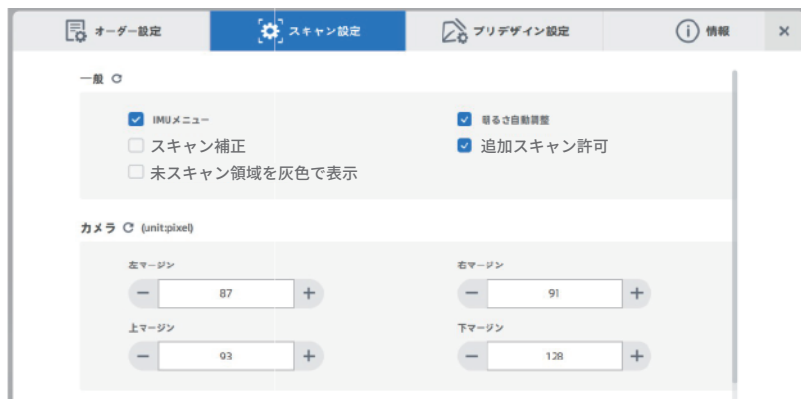 オーダー設定 スキャン設定 プリデザイン設定 情報
一般
IMUメニュー 明るさ自動調整
スキャン補正 追加スキャン許可
未スキャン領域を灰色で表示
カメラ (unit:pixel)
左マージン 右マージン
87 91
上マージン 下マージン
93 128